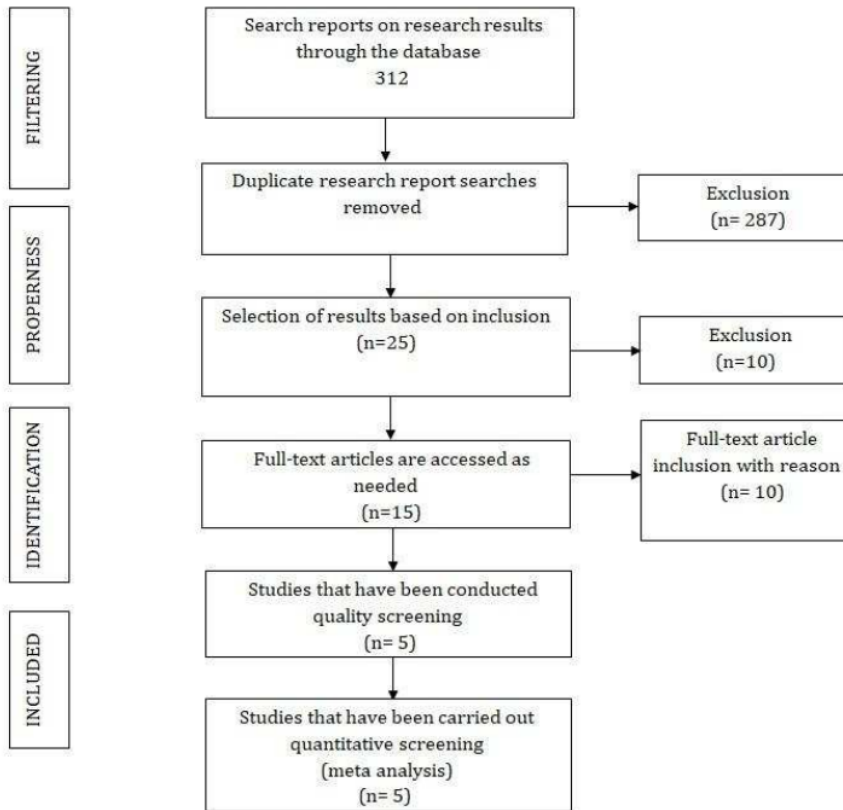 FILTERING
Search reports on research results
through the database
312
Duplicate research report searches
removed
Exclusion
(n= 287)
PROPERNESS
Selection of results based on inclusion
(n=25)
Exclusion
(n=10)
IDENTIFICATION
Full-text articles are accessed as
needed
(n=15)
Full-text article
inclusion with reason
(n= 10)
Studies that have been conducted
quality screening
(n= 5)
INCLUDED
Studies that have been carried out
quantitative screening
(meta analysis)
(n= 5)